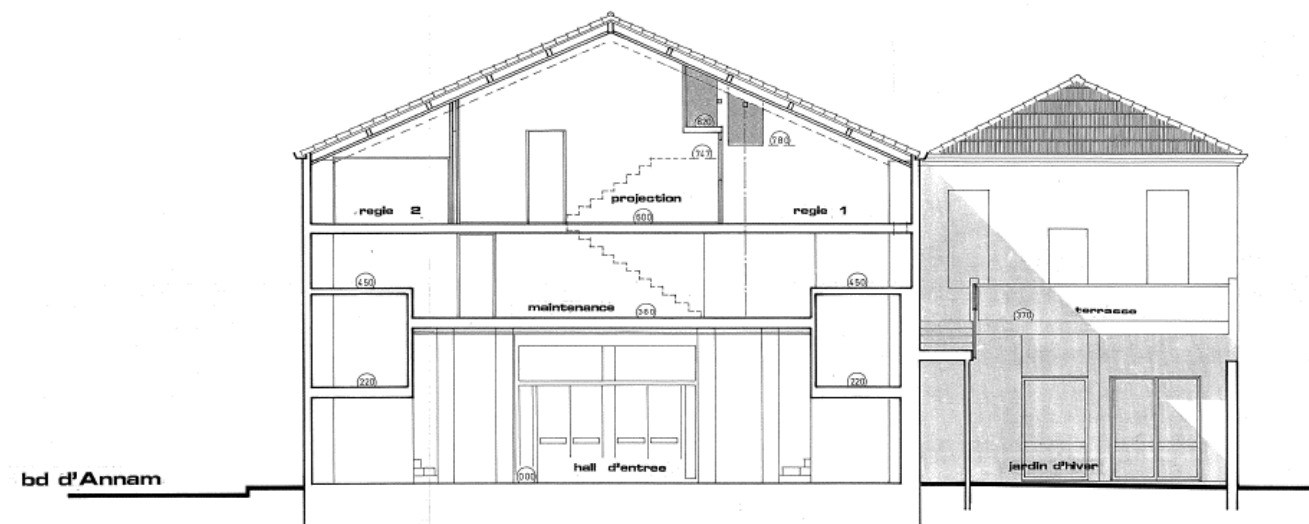 820
747
780
projection
regie 2
regie 1
600
450
450
maintenance
360
370
terrasse
220
220
hall d'entree
000
jardin d'hiver
bd d'Annam